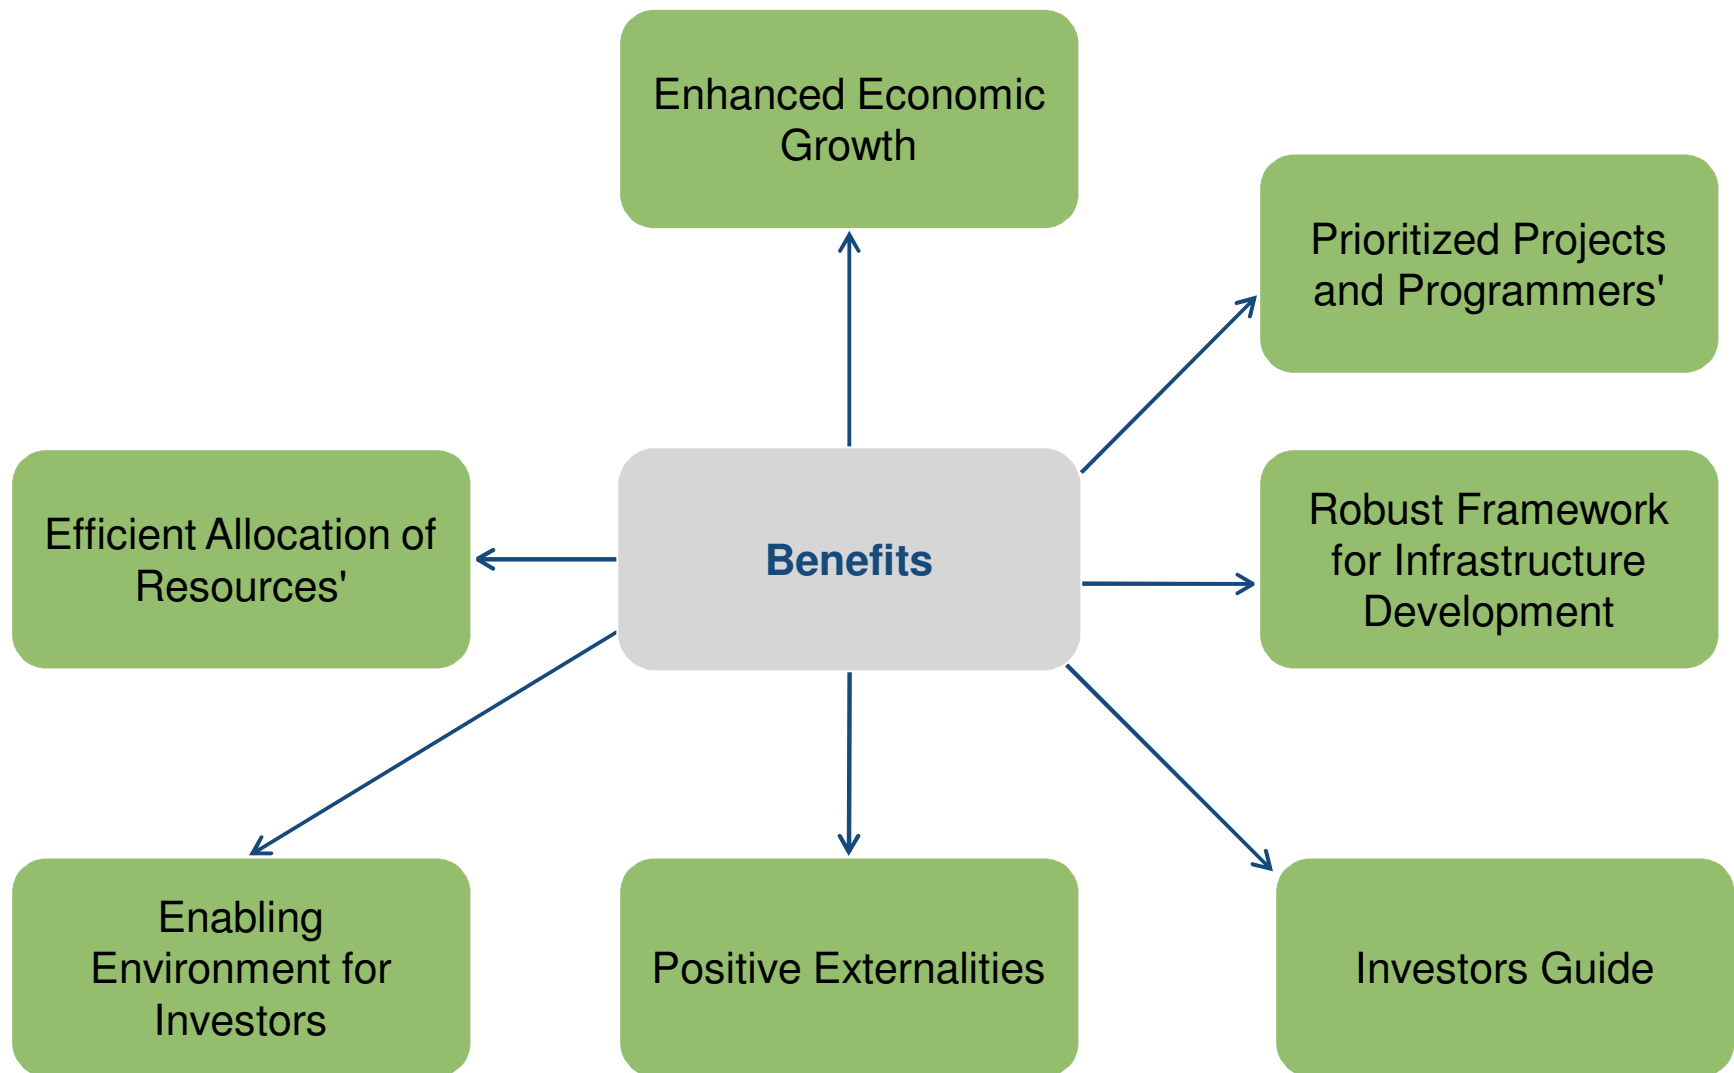 Enhanced Economic
Growth
Prioritized Projects
and Programmers'
Efficient Allocation of
Resources'
Benefits
Robust Framework
for Infrastructure
Development
Enabling
Environment for
Investors
Positive Externalities
Investors Guide